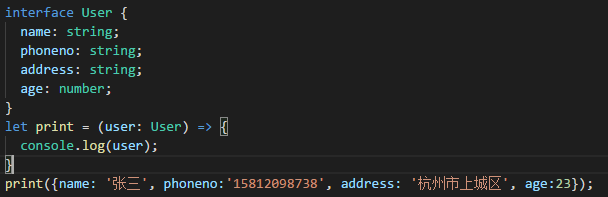 interface User {
  name: string;
  phoneno: string;
  address: string;
  age: number;
}
let print = (user: User) => {
  console.log(user);
}
print({name: '张三', phoneno:'15812098738', address: '杭州市上城区', age:23});